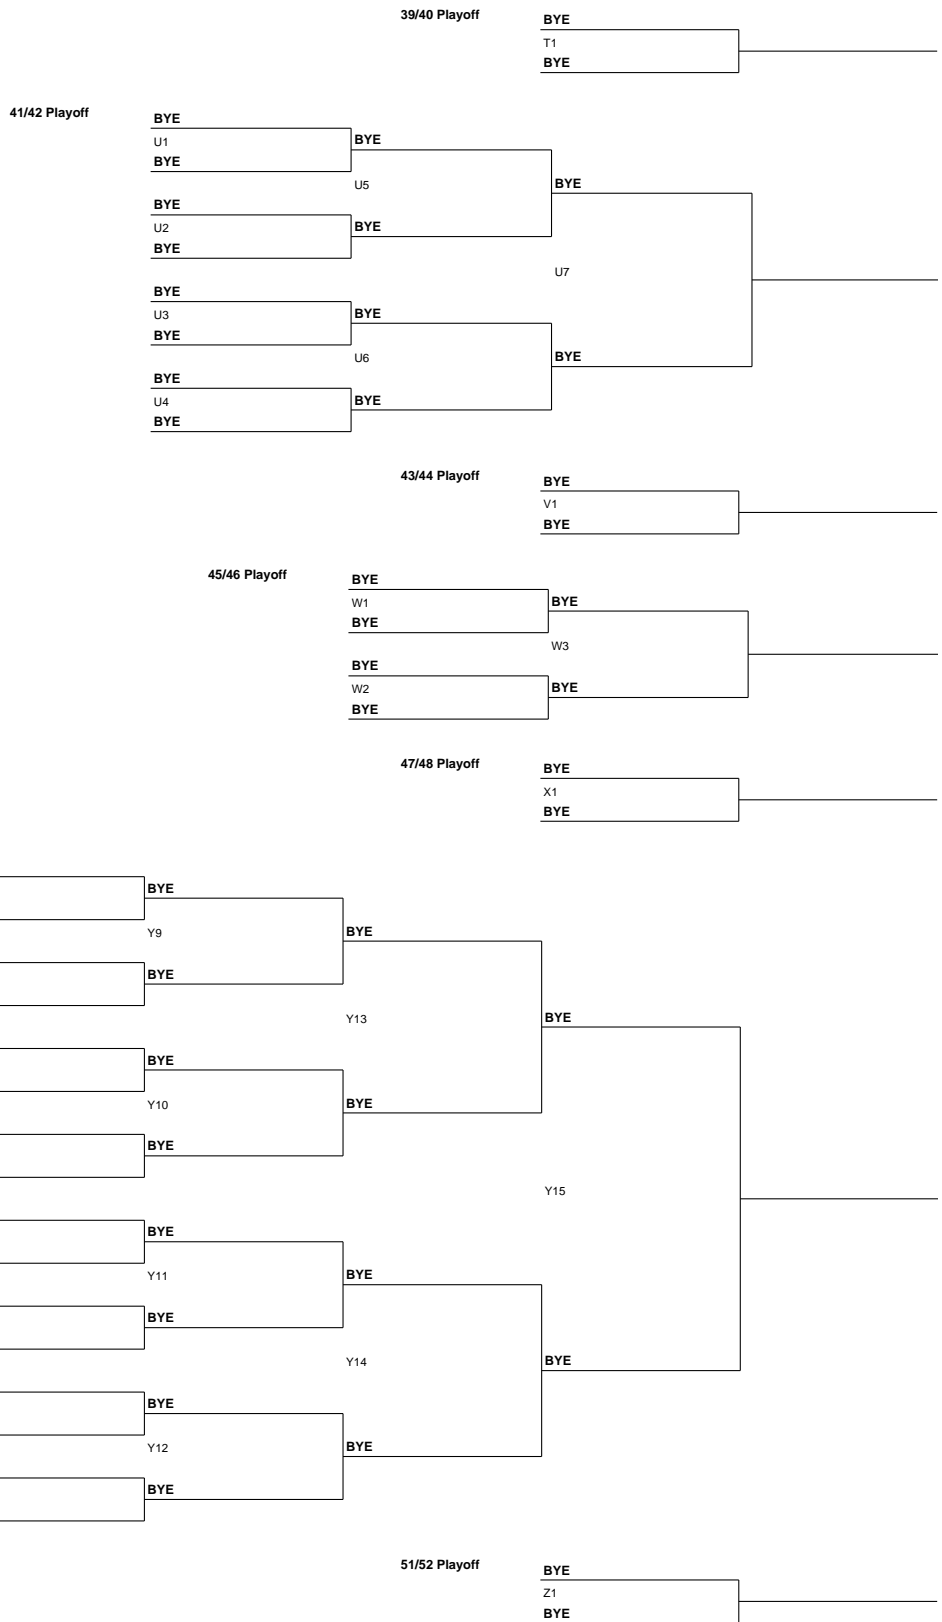 39/40 Playoff
BYE
T1
BYE
41/42 Playoff
BYE
U1
BYE
BYE
U5
BYE
BYE
U2
BYE
BYE
U7
BYE
U3
BYE
BYE
U6
BYE
BYE
U4
BYE
BYE
43/44 Playoff
BYE
V1
BYE
45/46 Playoff
BYE
W1
BYE
BYE
W3
BYE
W2
BYE
BYE
47/48 Playoff
BYE
X1
BYE
BYE
Y9
BYE
BYE
Y13
BYE
BYE
Y10
BYE
BYE
Y15
BYE
Y11
BYE
BYE
Y14
BYE
BYE
Y12
BYE
BYE
51/52 Playoff
BYE
Z1
BYE